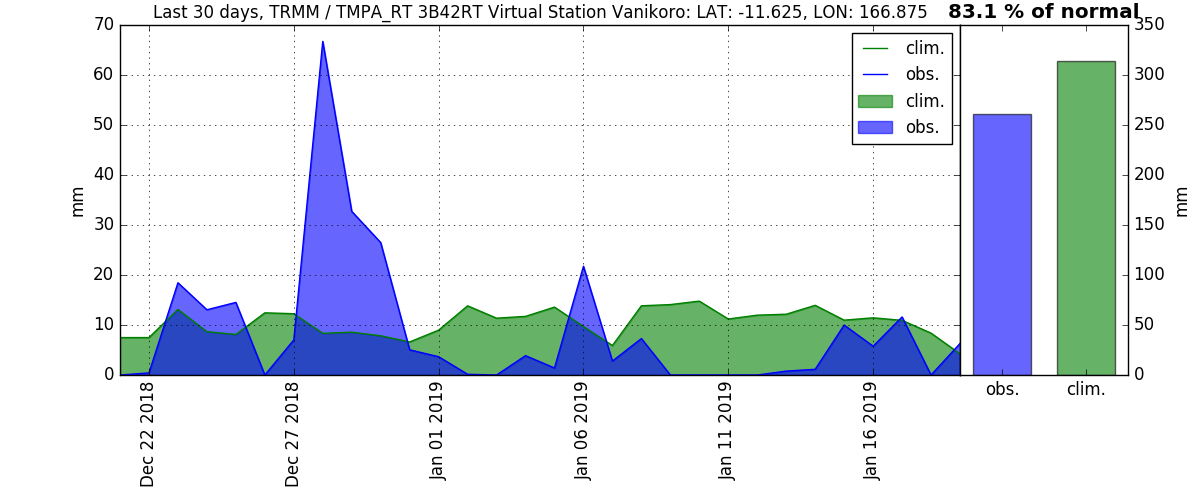 Last 30 days, TRMM / TMPA_RT 3B42RT Virtual Station Vanikoro: LAT: -11.625, LON: 166.875
83.1 % of normal
70
60
50
40
30
20
10
0
mm
clim.
obs.
clim.
obs.
Dec 22 2018
Dec 27 2018
Jan 01 2019
Jan 06 2019
Jan 11 2019
Jan 16 2019
350
300
250
200
150
100
50
0
mm
obs.
clim.